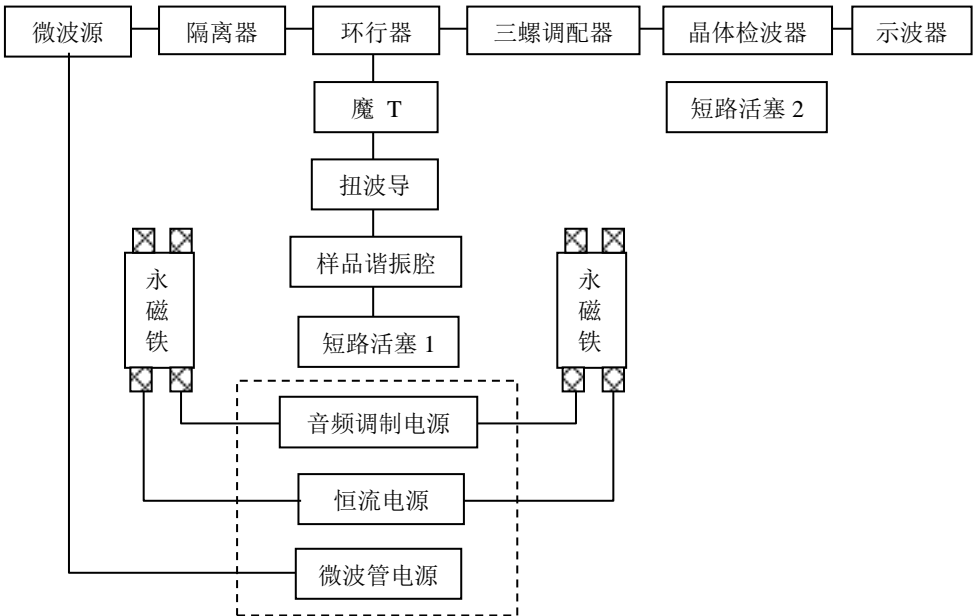 微波源
隔离器
环行器
三螺调配器
晶体检波器
示波器
魔 T
短路活塞 2
扭波导
样品谐振腔
永磁铁
永磁铁
短路活塞 1
音频调制电源
恒流电源
微波管电源